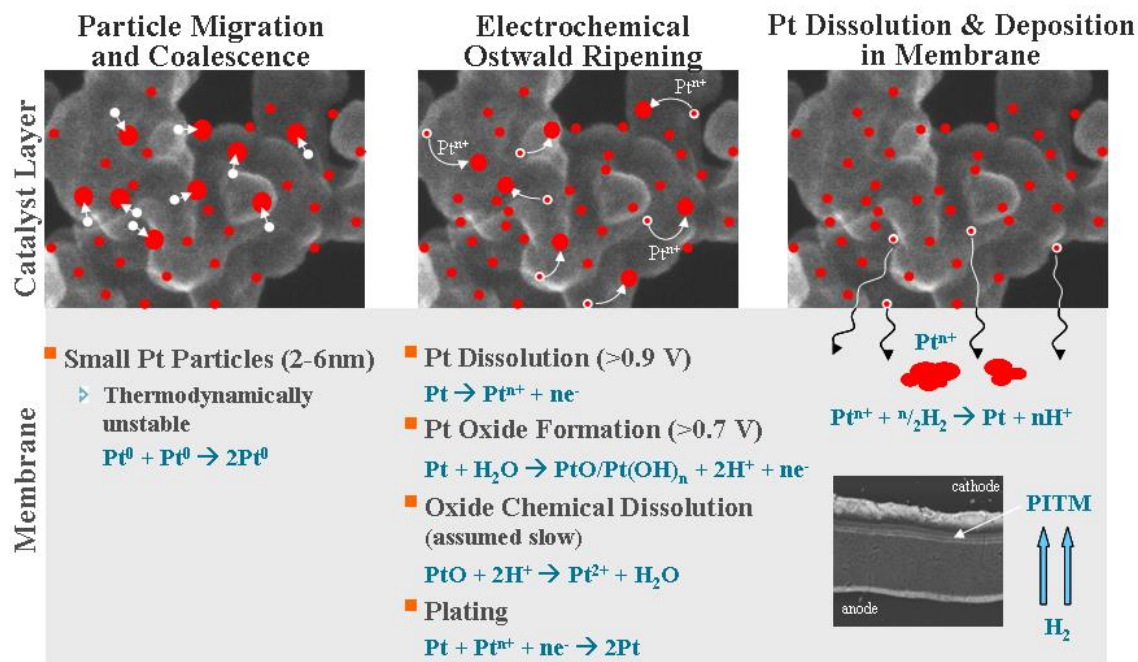 Particle Migration
and Coalescence
Electrochemical
Ostwald Ripening
Pt Dissolution & Deposition
in Membrane
Catalyst Layer
Ptⁿ⁺
Ptⁿ⁺
Ptⁿ⁺
Membrane
Small Pt Particles (2-6nm)
Thermodynamically
unstable
Pt⁰ + Pt⁰ → 2Pt⁰
Pt Dissolution (>0.9 V)
Pt → Ptⁿ⁺ + ne⁻
Pt Oxide Formation (>0.7 V)
Pt + H₂O → PtO/Pt(OH)ₙ + 2H⁺ + ne⁻
Oxide Chemical Dissolution
(assumed slow)
PtO + 2H⁺ → Pt²⁺ + H₂O
Plating
Pt + Ptⁿ⁺ + ne⁻ → 2Pt
Ptⁿ⁺
Ptⁿ⁺ + ⁿ/₂H₂ → Pt + nH⁺
cathode
PITM
anode
H₂